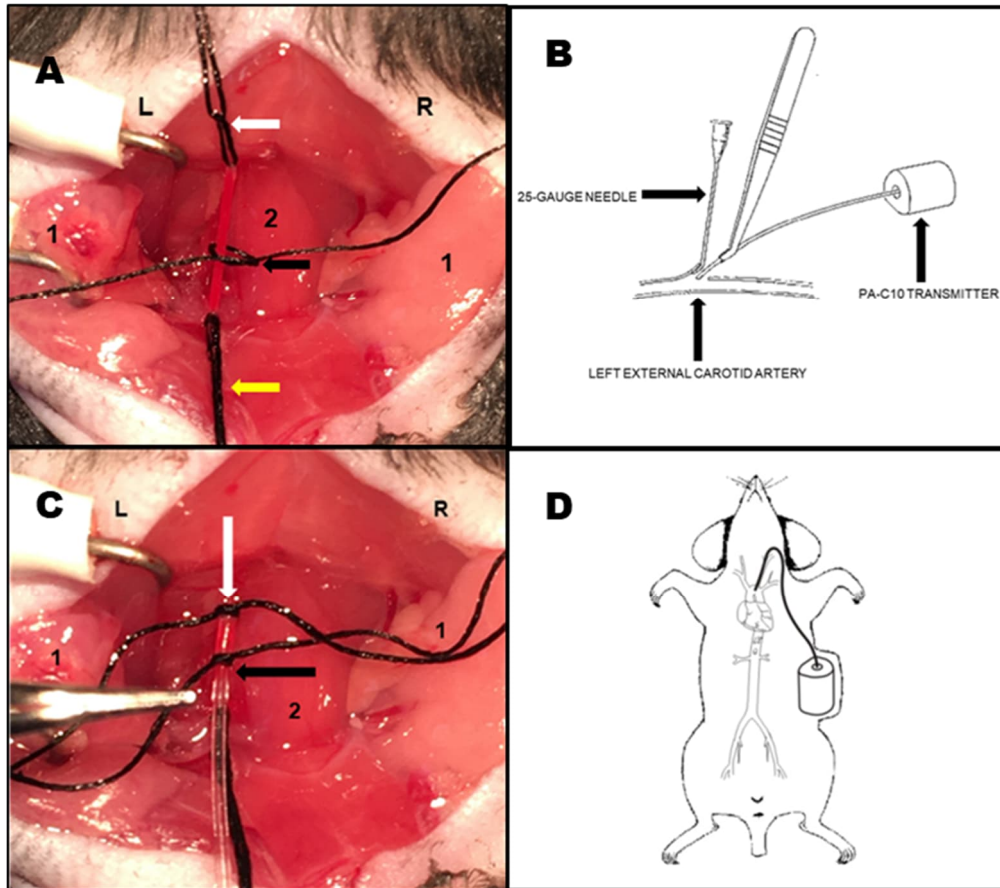 A
L
R
1
2
1
B
25-GAUGE NEEDLE
PA-C10 TRANSMITTER
LEFT EXTERNAL CAROTID ARTERY
C
L
R
1
1
2
D